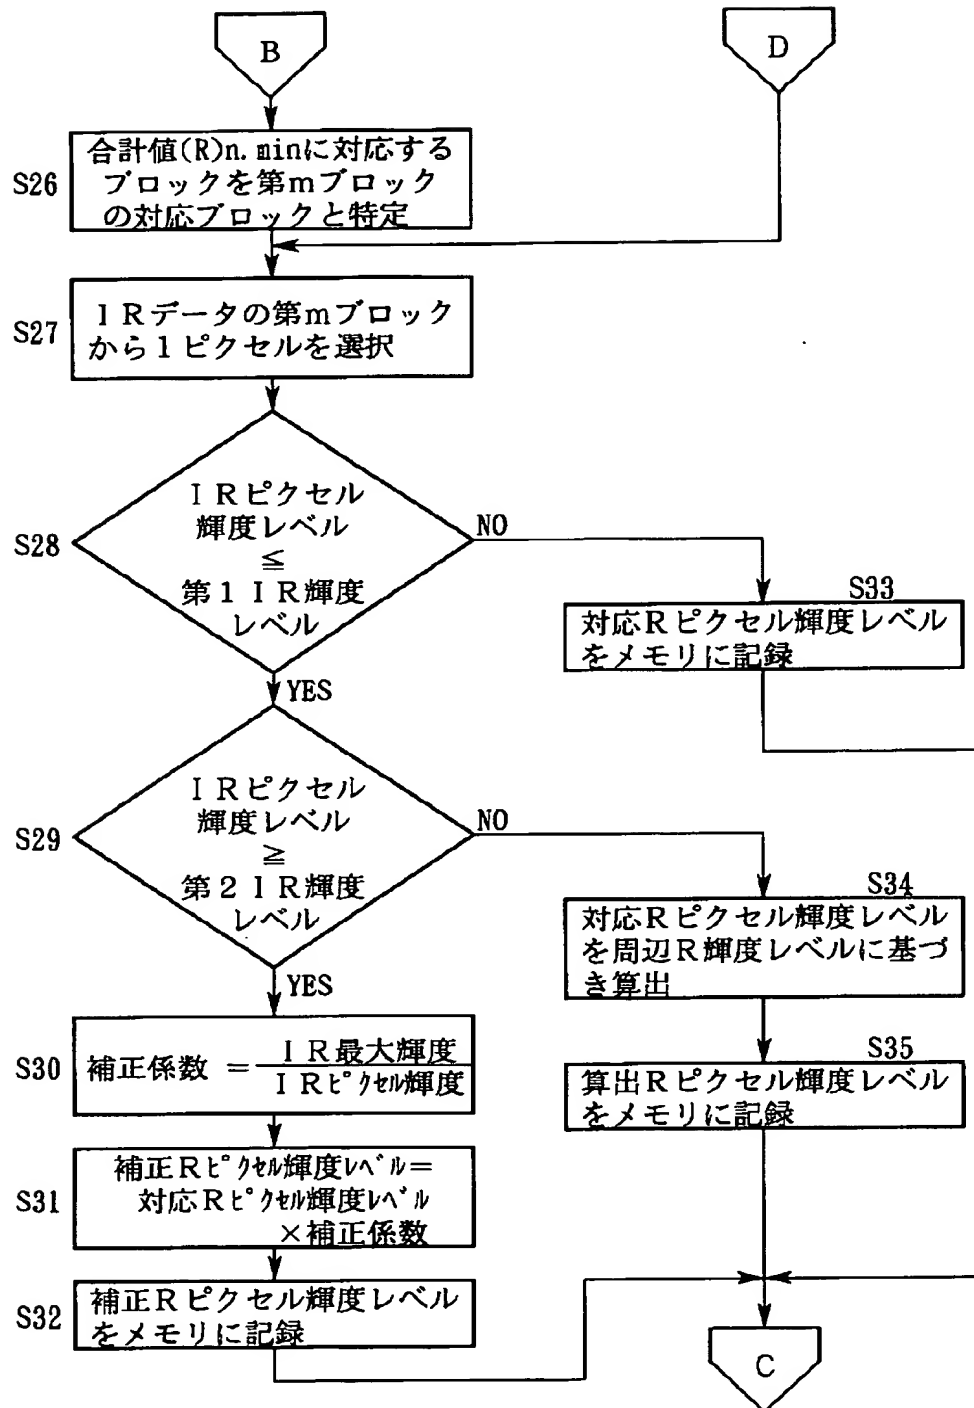 B
D
S26
合計値(R)n.minに対応する
ブロックを第mブロック
の対応ブロックと特定
S27
IRデータの第mブロック
から1ピクセルを選択
S28
IRピクセル
輝度レベル
≦
第1IR輝度
レベル
NO
YES
S33
対応Rピクセル輝度レベル
をメモリに記録
S29
IRピクセル
輝度レベル
≧
第2IR輝度
レベル
NO
YES
S34
対応Rピクセル輝度レベル
を周辺R輝度レベルに基づ
き算出
S30
補正係数 = IR最大輝度
IRピクセル輝度
S35
算出Rピクセル輝度レベル
をメモリに記録
S31
補正Rピクセル輝度レベル=
対応Rピクセル輝度レベル
×補正係数
S32
補正Rピクセル輝度レベル
をメモリに記録
C